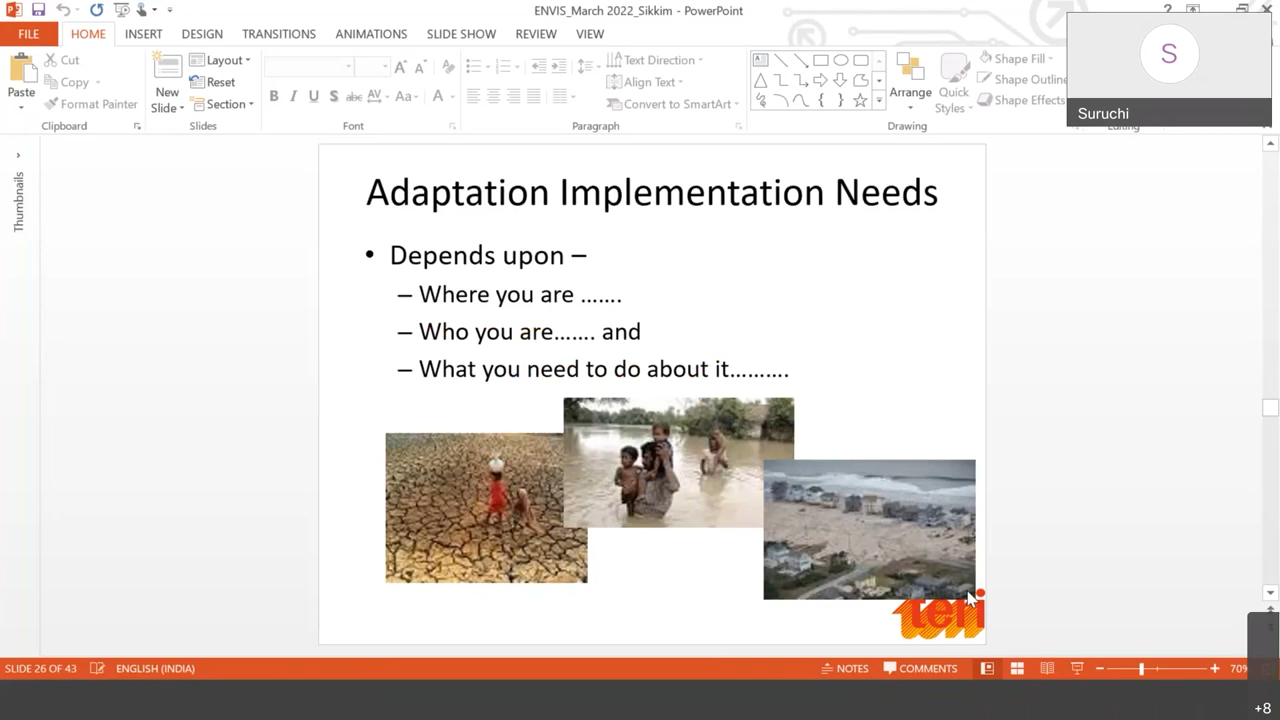 ENVIS_March 2022_Sikkim - PowerPoint
?
FILE HOME INSERT DESIGN TRANSITIONS ANIMATIONS SLIDE SHOW REVIEW VIEW
Paste
Cut
Copy
Format Painter
Clipboard
New
Slide
Layout
Reset
Section
Slides
B I U S abc AV Aa A
Font
Text Direction
Align Text
Convert to SmartArt
Paragraph
Arrange
Quick
Styles
Shape Fill
Shape Outline
Shape Effects
Drawing
S
Suruchi
Thumbnails
Adaptation Implementation Needs
• Depends upon –
– Where you are …....
– Who you are……. and
– What you need to do about it……….
teri
SLIDE 26 OF 43
ENGLISH (INDIA)
NOTES
COMMENTS
70%
+8